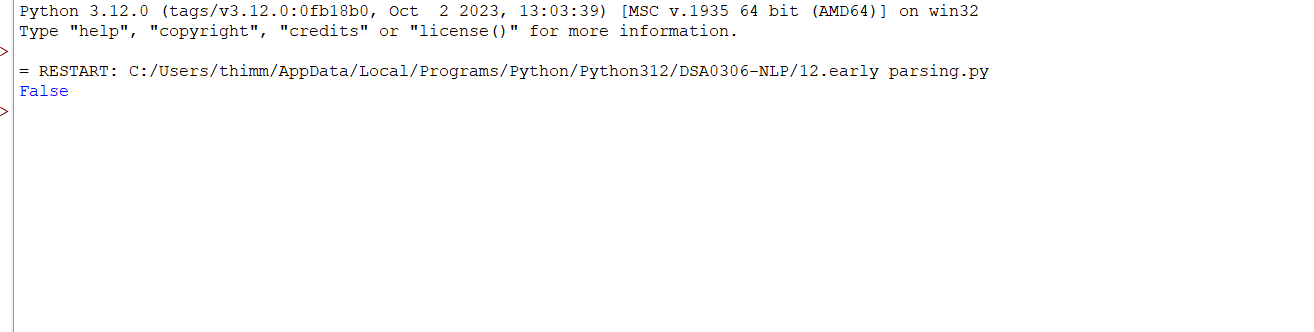 Python 3.12.0 (tags/v3.12.0:0fb18b0, Oct  2 2023, 13:03:39) [MSC v.1935 64 bit (AMD64)] on win32
Type "help", "copyright", "credits" or "license()" for more information.
>
= RESTART: C:/Users/thimm/AppData/Local/Programs/Python/Python312/DSA0306-NLP/12.early parsing.py
False
>